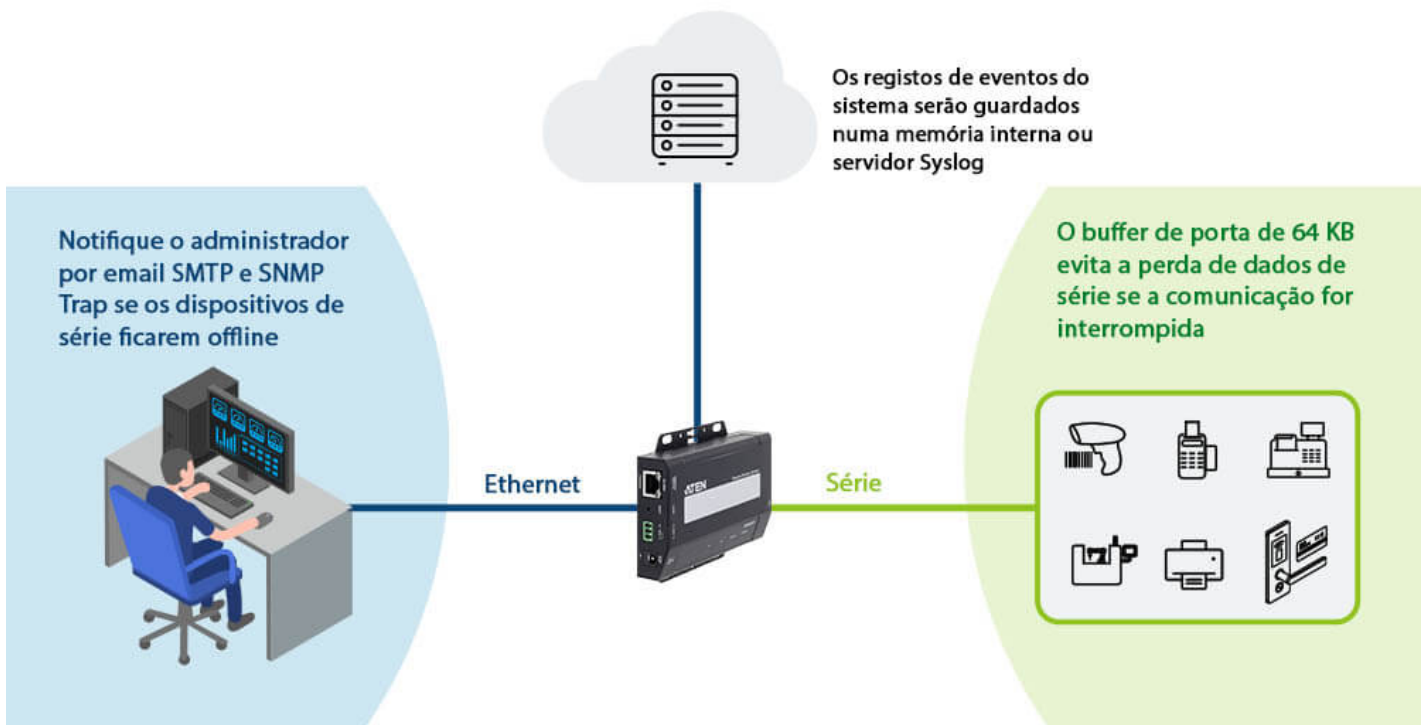 Os registos de eventos do
sistema serão guardados
numa memória interna ou
servidor Syslog
Notifique o administrador
por email SMTP e SNMP
Trap se os dispositivos de
série ficarem offline
O buffer de porta de 64 KB
evita a perda de dados de
série se a comunicação for
interrompida
Ethernet
Série
ATEN